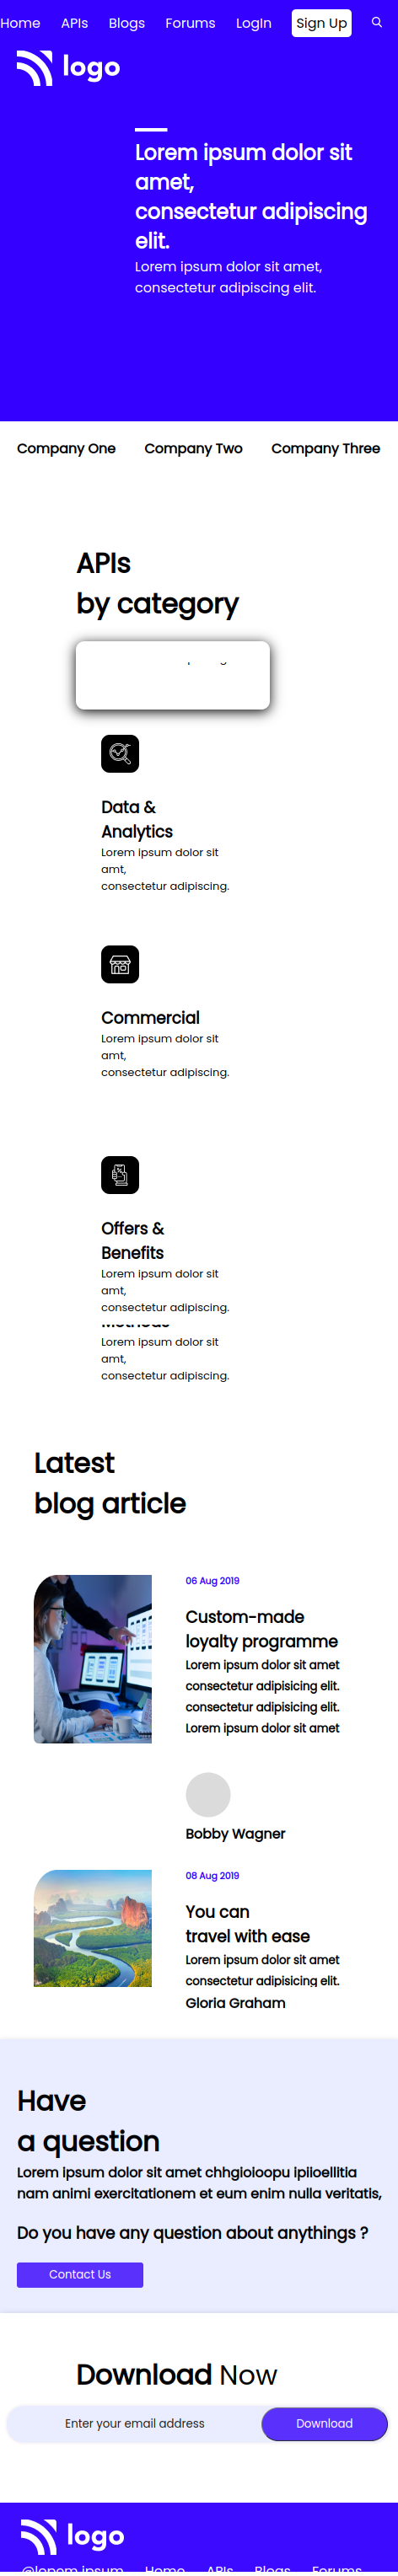 Home APIs Blogs Forums LogIn Sign Up
logo
Lorem ipsum dolor sit
amet,
consectetur adipiscing
elit.
Lorem ipsum dolor sit amet,
consectetur adipiscing elit.
Company One Company Two Company Three
APIs
by category
Data &
Analytics
Lorem ipsum dolor sit
amt,
consectetur adipiscing.
Commercial
Lorem ipsum dolor sit
amt,
consectetur adipiscing.
Offers &
Benefits
Lorem ipsum dolor sit
amt,
consectetur adipiscing.
Lorem ipsum dolor sit
amt,
consectetur adipiscing.
Latest
blog article
06 Aug 2019
Custom-made
loyalty programme
Lorem ipsum dolor sit amet
consectetur adipisicing elit.
consectetur adipisicing elit.
Lorem ipsum dolor sit amet
Bobby Wagner
08 Aug 2019
You can
travel with ease
Lorem ipsum dolor sit amet
consectetur adipisicing elit.
Gloria Graham
Have
a question
Lorem ipsum dolor sit amet chhgioioopu ipiioellitia
nam animi exercitationem et eum enim nulla veritatis,
Do you have any question about anythings ?
Contact Us
Download Now
Enter your email address Download
logo
@lopem ipsum Home APIs Blogs Forums